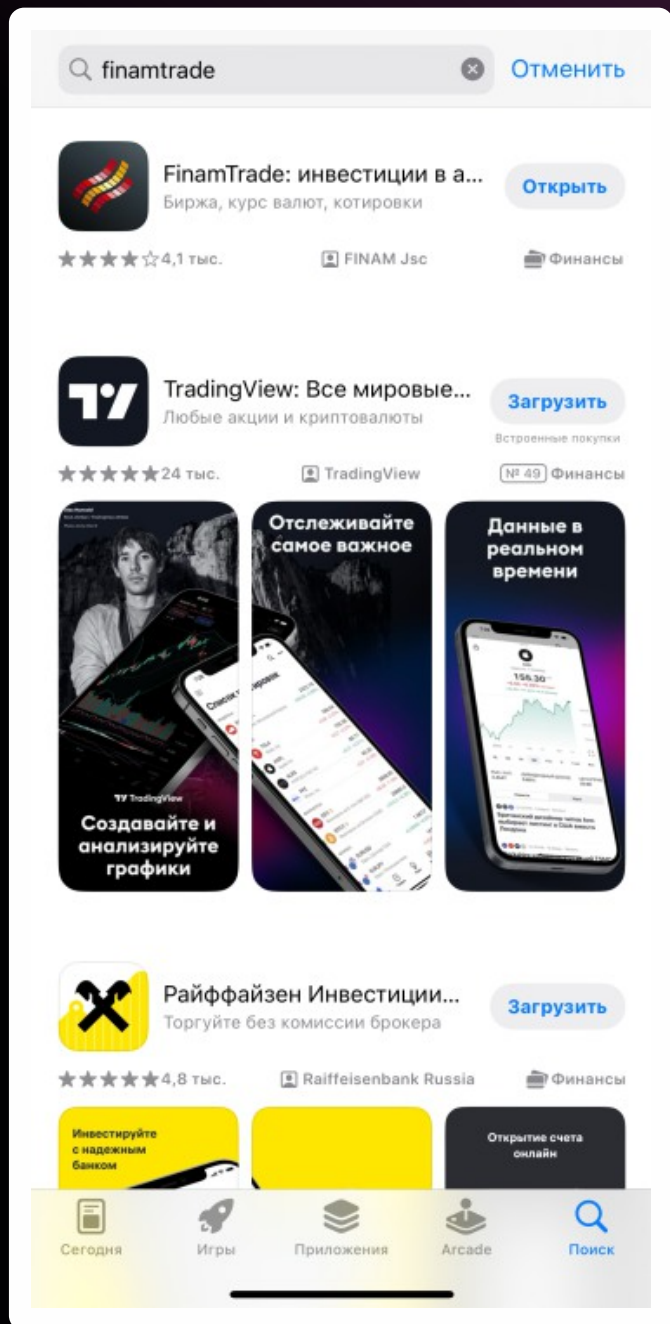 finamtrade
Отменить
FinamTrade: инвестиции в а...
Биржа, курс валют, котировки
Открыть
4,1 тыс.
FINAM Jsc
Финансы
TradingView: Все мировые...
Любые акции и криптовалюты
Загрузить
Встроенные покупки
24 тыс.
TradingView
№ 49
Финансы
TradingView
Создавайте и
анализируйте
графики
Отслеживайте
самое важное
Данные в
реальном
времени
156.30
Райффайзен Инвестиции...
Торгуйте без комиссии брокера
Загрузить
4,8 тыс.
Raiffeisenbank Russia
Финансы
Инвестируйте
с надежным
банком
Открытие счета
онлайн
Сегодня
Игры
Приложения
Arcade
Поиск